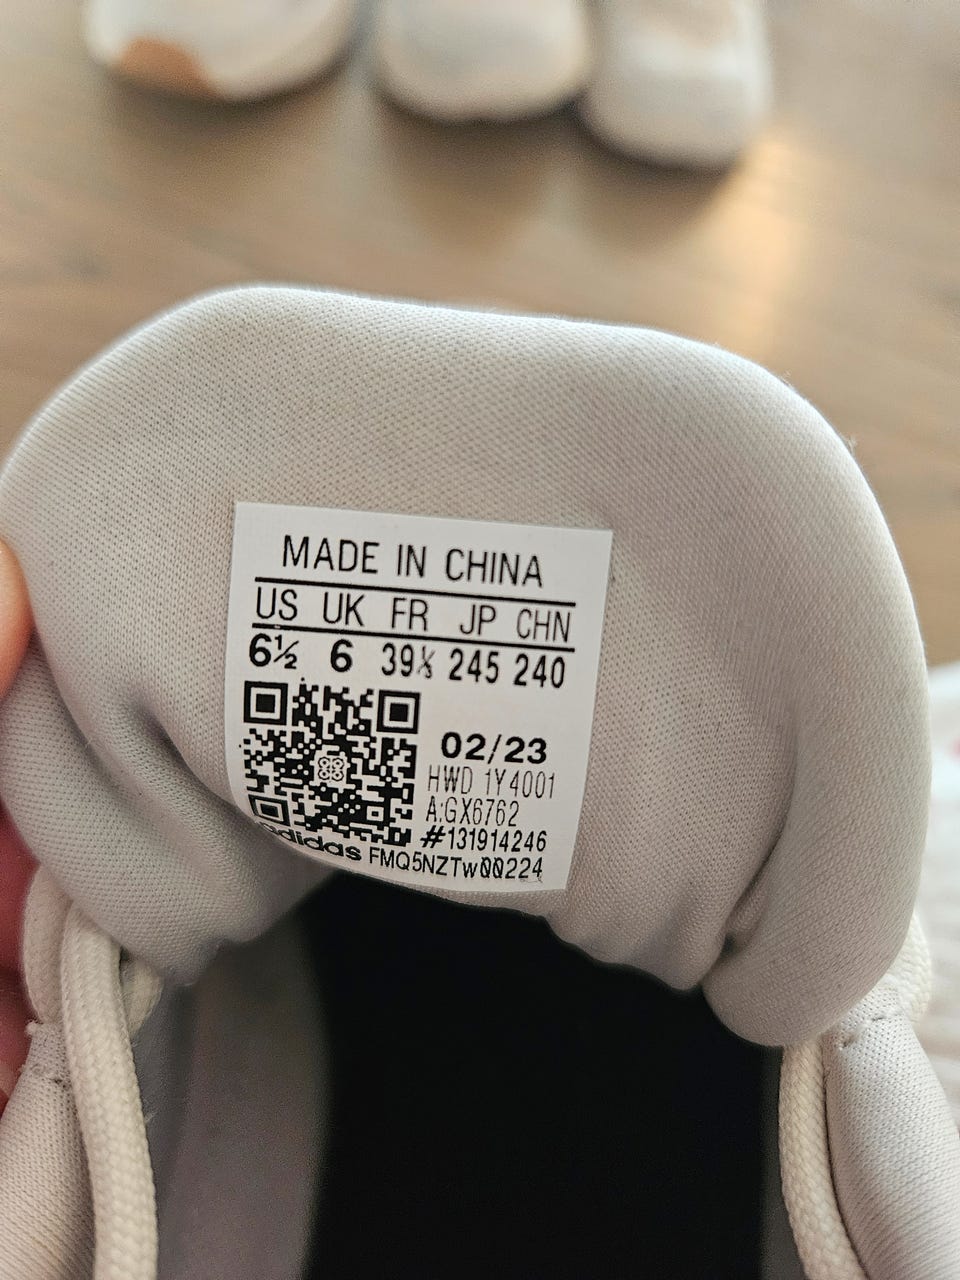 MADE IN CHINA
US UK FR JP CHN
6½ 6 39⅓ 245 240
02/23
HWD 1Y4001
A:GX6762
#131914246
adidas FMQ5NZTw00224